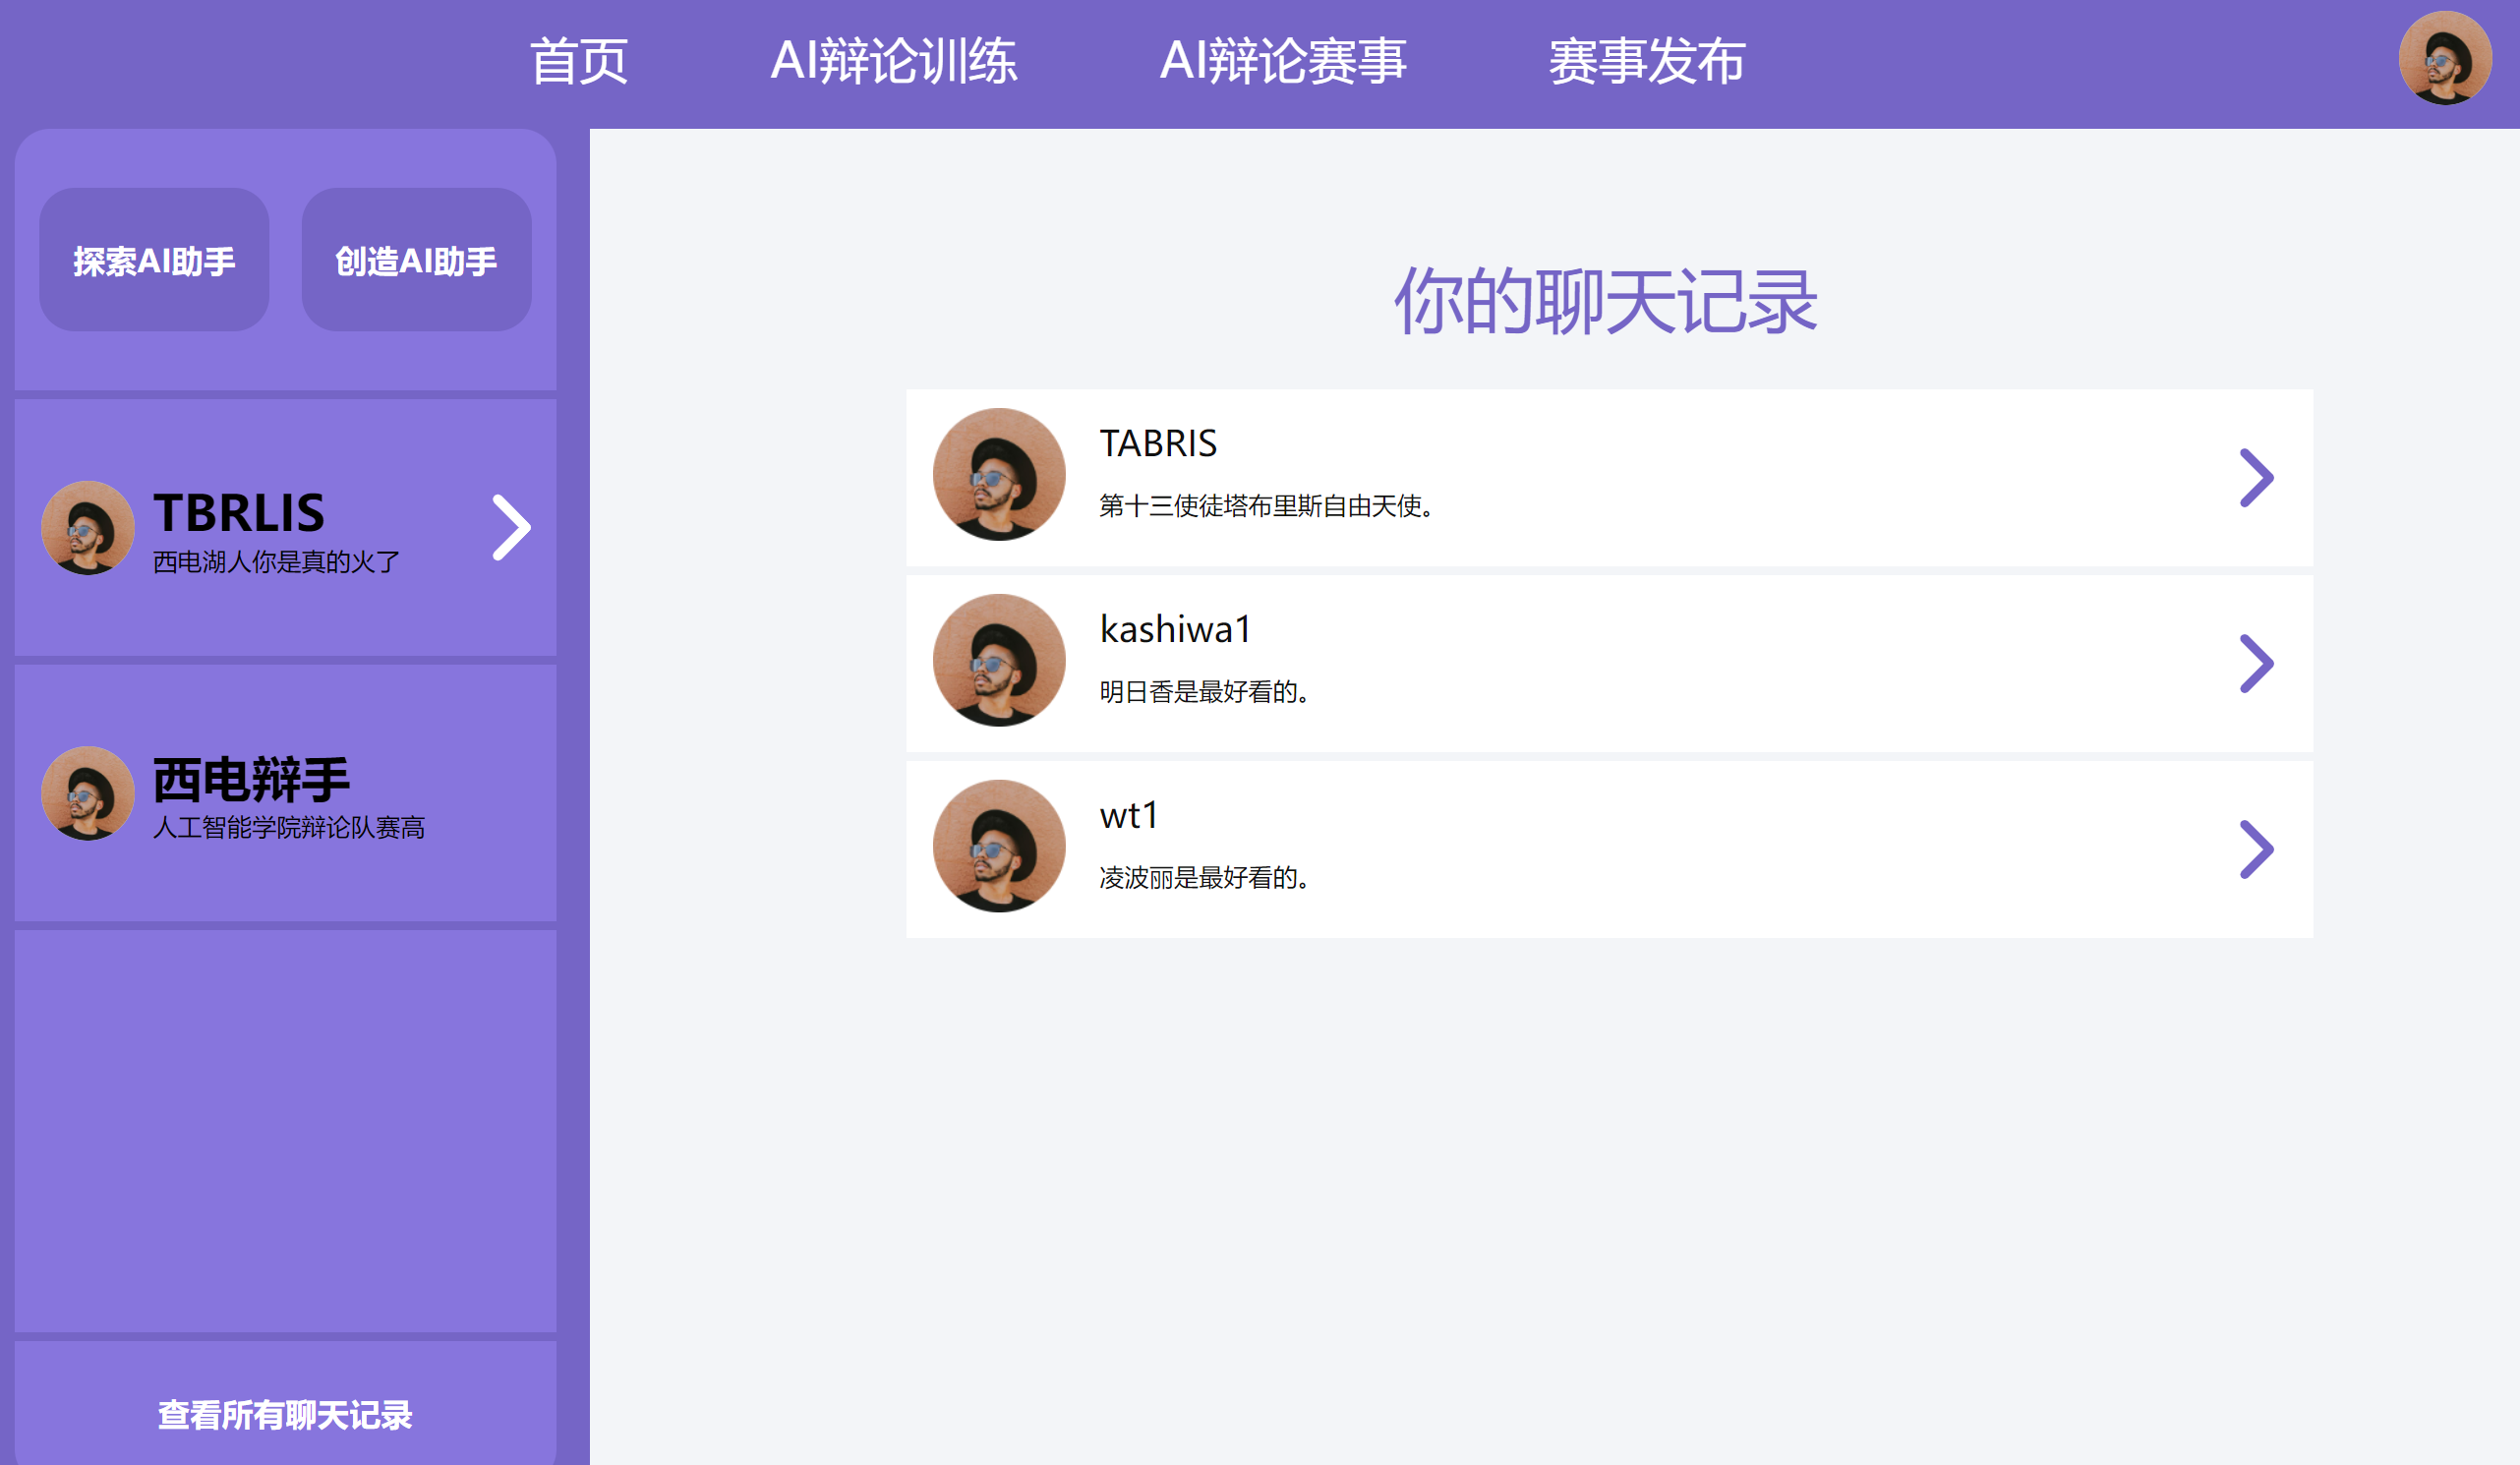 首页
AI辩论训练
AI辩论赛事
赛事发布
探索AI助手
创造AI助手
TBRLIS
西电湖人你是真的火了
西电辩手
人工智能学院辩论队赛高
查看所有聊天记录
你的聊天记录
TABRIS
第十三使徒塔布里斯自由天使。
kashiwa1
明日香是最好看的。
wt1
凌波丽是最好看的。